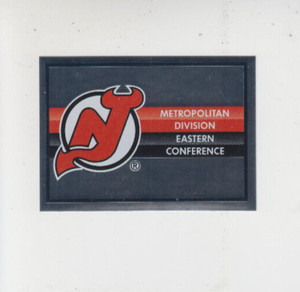 METROPOLITAN
DIVISION
EASTERN
CONFERENCE
®